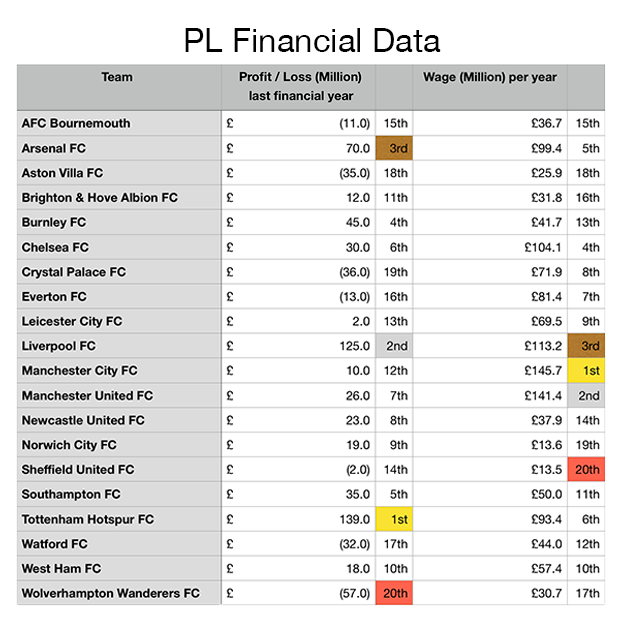 PL Financial Data
Team Profit / Loss (Million) last financial year Wage (Million) per year
AFC Bournemouth £ (11.0) 15th £36.7 15th
Arsenal FC £ 70.0 3rd £99.4 5th
Aston Villa FC £ (35.0) 18th £25.9 18th
Brighton & Hove Albion FC £ 12.0 11th £31.8 16th
Burnley FC £ 45.0 4th £41.7 13th
Chelsea FC £ 30.0 6th £104.1 4th
Crystal Palace FC £ (36.0) 19th £71.9 8th
Everton FC £ (13.0) 16th £81.4 7th
Leicester City FC £ 2.0 13th £69.5 9th
Liverpool FC £ 125.0 2nd £113.2 3rd
Manchester City FC £ 10.0 12th £145.7 1st
Manchester United FC £ 26.0 7th £141.4 2nd
Newcastle United FC £ 23.0 8th £37.9 14th
Norwich City FC £ 19.0 9th £13.6 19th
Sheffield United FC £ (2.0) 14th £13.5 20th
Southampton FC £ 35.0 5th £50.0 11th
Tottenham Hotspur FC £ 139.0 1st £93.4 6th
Watford FC £ (32.0) 17th £44.0 12th
West Ham FC £ 18.0 10th £57.4 10th
Wolverhampton Wanderers FC £ (57.0) 20th £30.7 17th